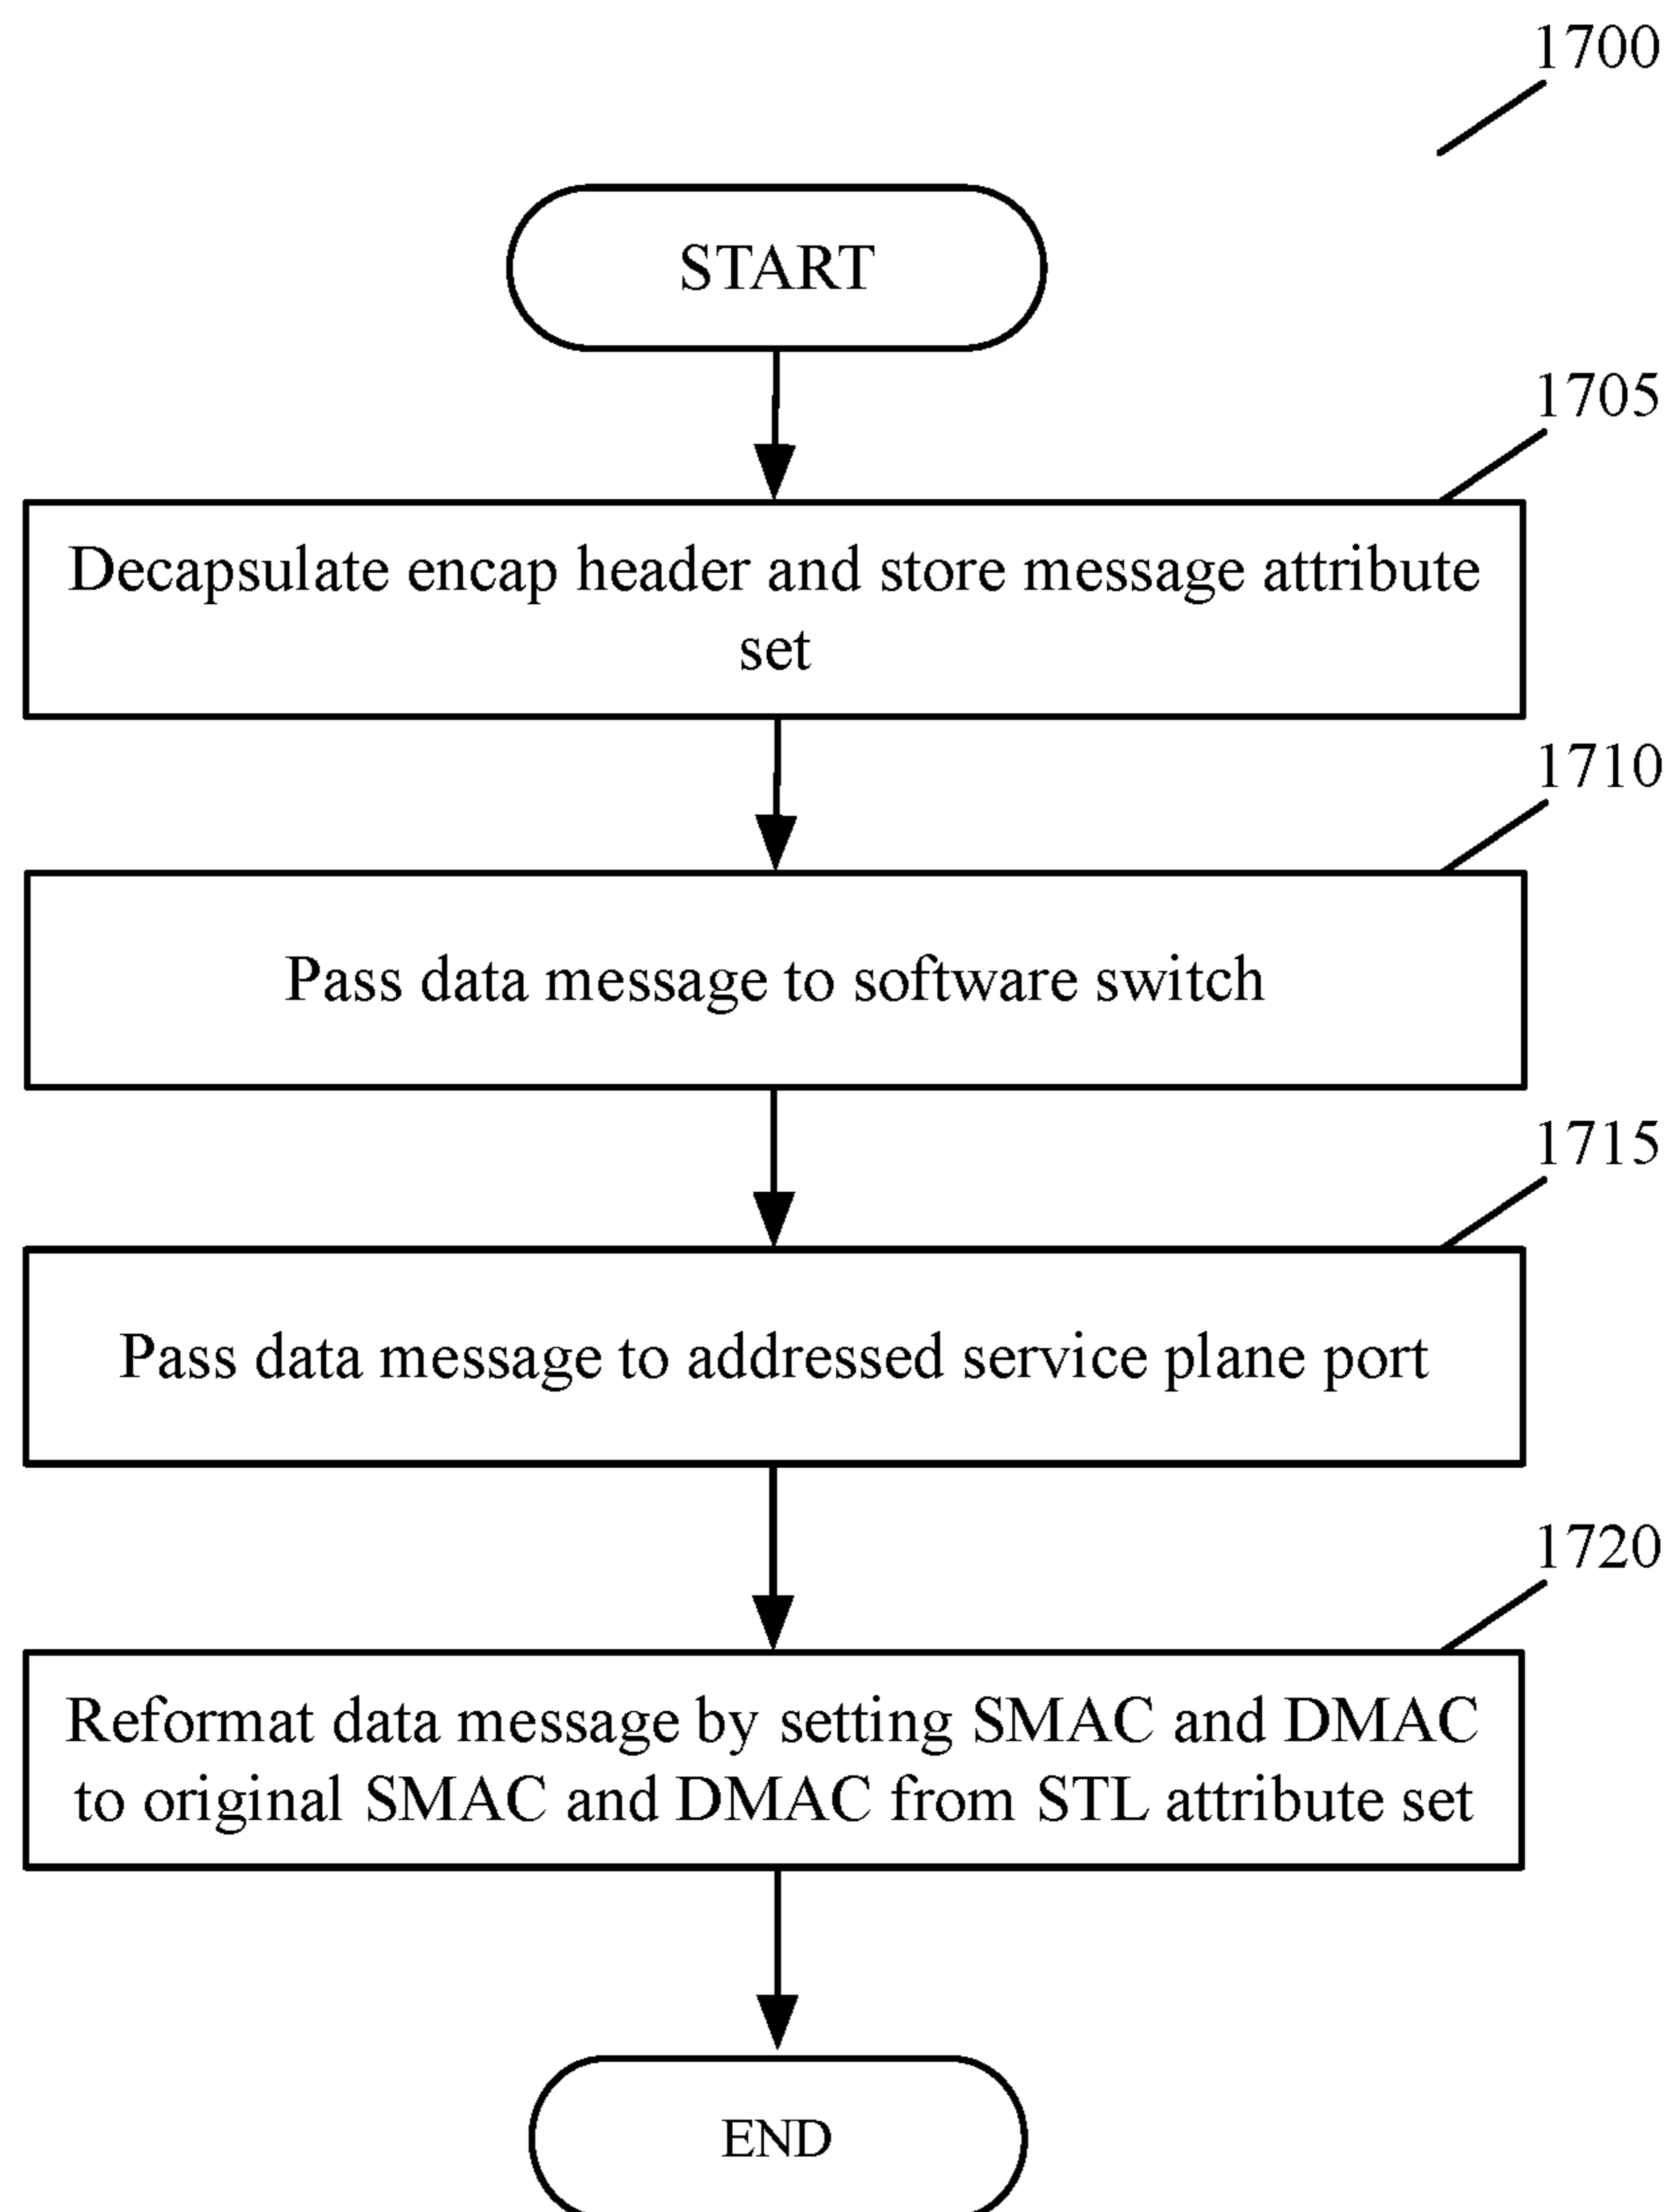 1700
START
1705
Decapsulate encap header and store message attribute
set
1710
Pass data message to software switch
1715
Pass data message to addressed service plane port
1720
Reformat data message by setting SMAC and DMAC
to original SMAC and DMAC from STL attribute set
END